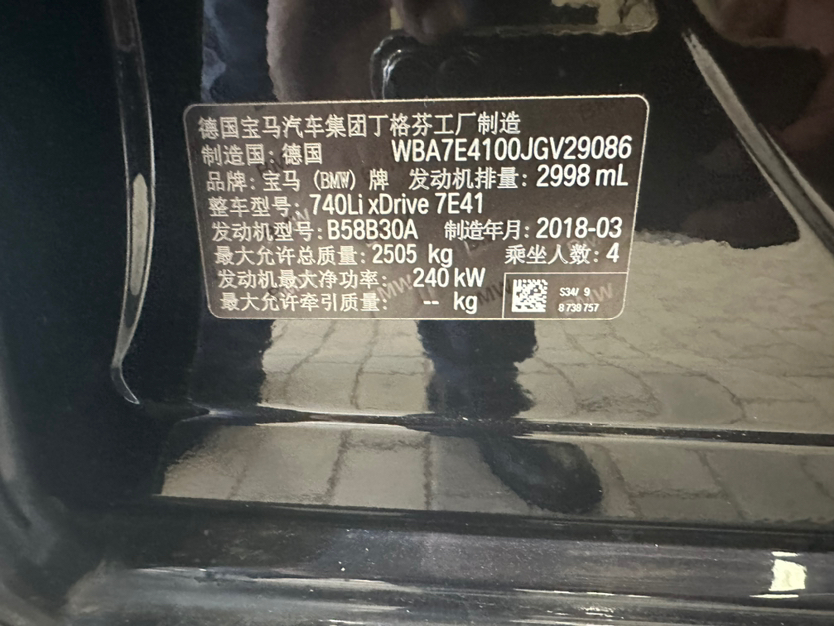 德国宝马汽车集团丁格芬工厂制造
制造国: 德国 WBA7E4100JGV29086
品牌: 宝马 (BMW) 牌 发动机排量: 2998 mL
整车型号: 740Li xDrive 7E41
发动机型号: B58B30A 制造年月: 2018-03
最大允许总质量: 2505 kg 乘坐人数: 4
发动机最大净功率: 240 kW
最大允许牵引质量: -- kg
S34/ 9
8 738 757